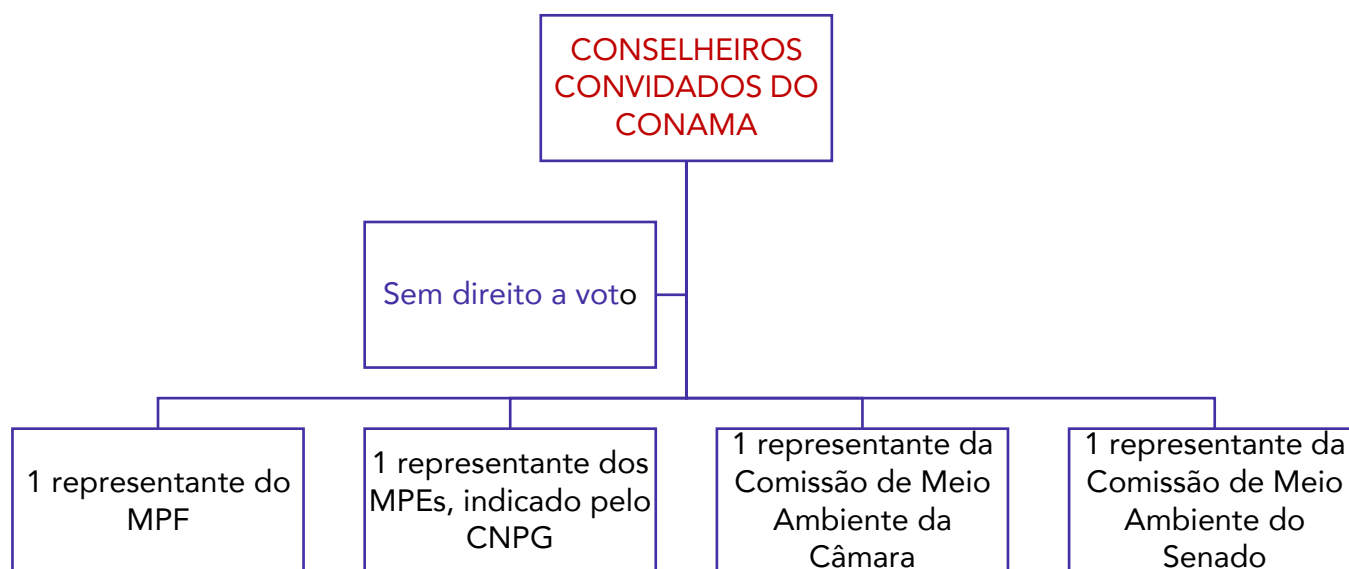 CONSELHEIROS
CONVIDADOS DO
CONAMA
Sem direito a voto
1 representante do
MPF
1 representante dos
MPEs, indicado pelo
CNPG
1 representante da
Comissão de Meio
Ambiente da
Câmara
1 representante da
Comissão de Meio
Ambiente do
Senado